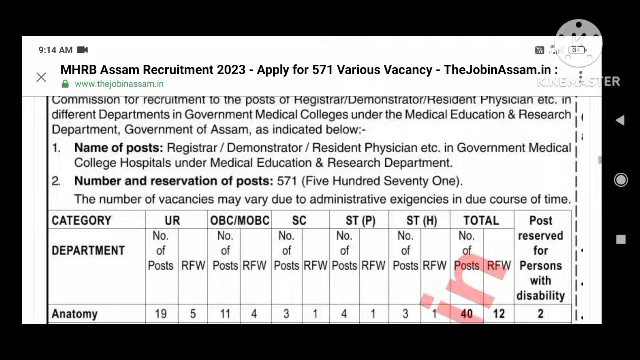 9:14 AM
MHRB Assam Recruitment 2023 - Apply for 571 Various Vacancy - TheJobinAssam.in :
www.thejobinassam.in
KINEMASTER
Commission for recruitment to the posts of Registrar/Demonstrator/Resident Physician etc. in
different Departments in Government Medical Colleges under the Medical Education & Research
Department, Government of Assam, as indicated below:-
1. Name of posts: Registrar / Demonstrator / Resident Physician etc. in Government Medical
College Hospitals under Medical Education & Research Department.
2. Number and reservation of posts: 571 (Five Hundred Seventy One).
The number of vacancies may vary due to administrative exigencies in due course of time.
CATEGORY UR OBC/MOBC SC ST (P) ST (H) TOTAL Post reserved for Persons with disability
DEPARTMENT No. of Posts RFW No. of Posts RFW No. of Posts RFW No. of Posts RFW No. of Posts RFW No. of Posts RFW
Anatomy 19 5 11 4 3 1 4 1 3 1 40 12 2
in